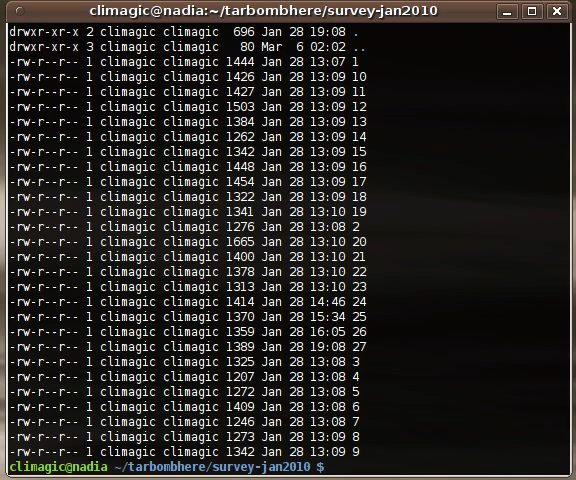 climagic@nadia:~/tarbombhere/survey-jan2010
drwxr-xr-x 2 climagic climagic  696 Jan 28 19:08 .
drwxr-xr-x 3 climagic climagic   80 Mar  6 02:02 ..
-rw-r--r-- 1 climagic climagic 1444 Jan 28 13:07 1
-rw-r--r-- 1 climagic climagic 1426 Jan 28 13:09 10
-rw-r--r-- 1 climagic climagic 1427 Jan 28 13:09 11
-rw-r--r-- 1 climagic climagic 1503 Jan 28 13:09 12
-rw-r--r-- 1 climagic climagic 1384 Jan 28 13:09 13
-rw-r--r-- 1 climagic climagic 1262 Jan 28 13:09 14
-rw-r--r-- 1 climagic climagic 1342 Jan 28 13:09 15
-rw-r--r-- 1 climagic climagic 1448 Jan 28 13:09 16
-rw-r--r-- 1 climagic climagic 1454 Jan 28 13:09 17
-rw-r--r-- 1 climagic climagic 1322 Jan 28 13:09 18
-rw-r--r-- 1 climagic climagic 1341 Jan 28 13:10 19
-rw-r--r-- 1 climagic climagic 1276 Jan 28 13:08 2
-rw-r--r-- 1 climagic climagic 1665 Jan 28 13:10 20
-rw-r--r-- 1 climagic climagic 1400 Jan 28 13:10 21
-rw-r--r-- 1 climagic climagic 1378 Jan 28 13:10 22
-rw-r--r-- 1 climagic climagic 1313 Jan 28 13:10 23
-rw-r--r-- 1 climagic climagic 1414 Jan 28 14:46 24
-rw-r--r-- 1 climagic climagic 1370 Jan 28 15:34 25
-rw-r--r-- 1 climagic climagic 1359 Jan 28 16:05 26
-rw-r--r-- 1 climagic climagic 1389 Jan 28 19:08 27
-rw-r--r-- 1 climagic climagic 1325 Jan 28 13:08 3
-rw-r--r-- 1 climagic climagic 1207 Jan 28 13:08 4
-rw-r--r-- 1 climagic climagic 1272 Jan 28 13:08 5
-rw-r--r-- 1 climagic climagic 1409 Jan 28 13:08 6
-rw-r--r-- 1 climagic climagic 1246 Jan 28 13:08 7
-rw-r--r-- 1 climagic climagic 1273 Jan 28 13:09 8
-rw-r--r-- 1 climagic climagic 1342 Jan 28 13:09 9
climagic@nadia ~/tarbombhere/survey-jan2010 $